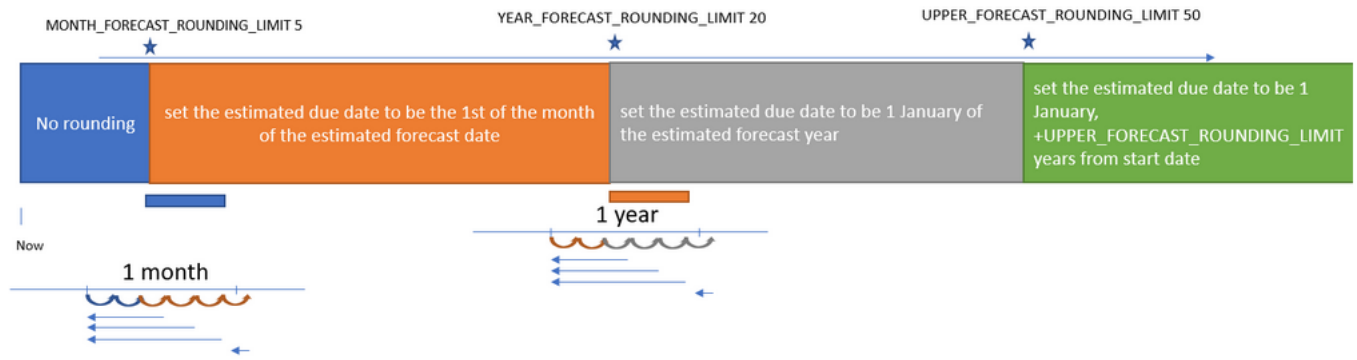 MONTH_FORECAST_ROUNDING_LIMIT 5
YEAR_FORECAST_ROUNDING_LIMIT 20
UPPER_FORECAST_ROUNDING_LIMIT 50
No rounding
set the estimated due date to be the 1st of the month
of the estimated forecast date
set the estimated due date to be 1 January of
the estimated forecast year
set the estimated due date to be 1
January,
+UPPER_FORECAST_ROUNDING_LIMIT
years from start date
Now
1 month
1 year